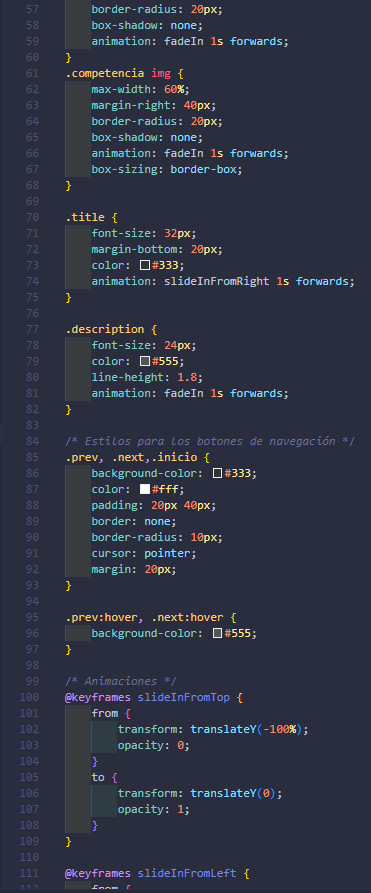 57 border-radius: 20px;
58 box-shadow: none;
59 animation: fadeIn 1s forwards;
60 }
61 .competencia img {
62 max-width: 60%;
63 margin-right: 40px;
64 border-radius: 20px;
65 box-shadow: none;
66 animation: fadeIn 1s forwards;
67 box-sizing: border-box;
68 }
69
70 .title {
71 font-size: 32px;
72 margin-bottom: 20px;
73 color: #333;
74 animation: slideInFromRight 1s forwards;
75 }
76
77 .description {
78 font-size: 24px;
79 color: #555;
80 line-height: 1.8;
81 animation: fadeIn 1s forwards;
82 }
83
84 /* Estilos para los botones de navegación */
85 .prev, .next,.inicio {
86 background-color: #333;
87 color: #fff;
88 padding: 20px 40px;
89 border: none;
90 border-radius: 10px;
91 cursor: pointer;
92 margin: 20px;
93 }
94
95 .prev:hover, .next:hover {
96 background-color: #555;
97 }
98
99 /* Animaciones */
100 @keyframes slideInFromTop {
101 from {
102 transform: translateY(-100%);
103 opacity: 0;
104 }
105 to {
106 transform: translateY(0);
107 opacity: 1;
108 }
109 }
110
111 @keyframes slideInFromLeft {
112 from {